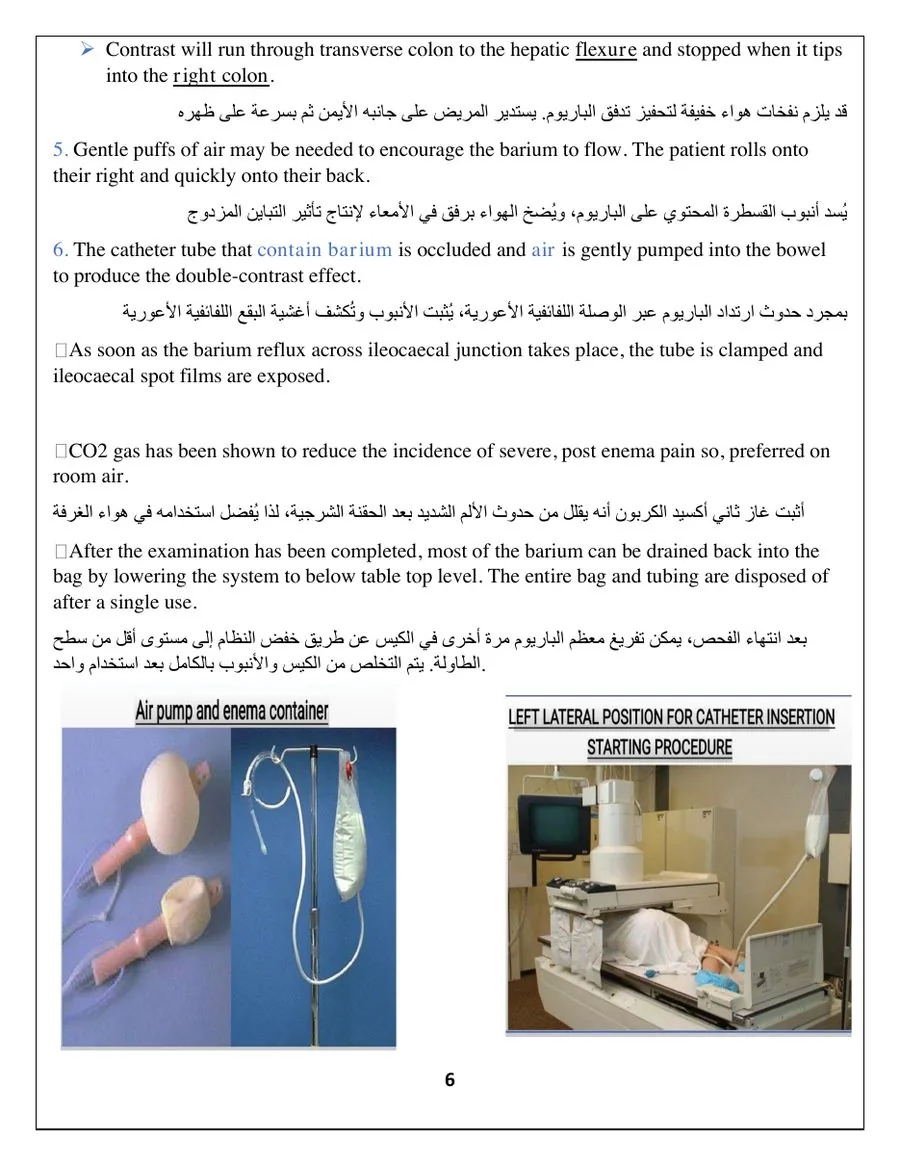 ➢ Contrast will run through transverse colon to the hepatic flexure and stopped when it tips
into the right colon.
قد يلزم نفخات هواء خفيفة لتحفيز تدفق الباريوم. يستدير المريض على جانبه الأيمن ثم بسرعة على ظهره
5. Gentle puffs of air may be needed to encourage the barium to flow. The patient rolls onto
their right and quickly onto their back.
يُسد أنبوب القسطرة المحتوي على الباريوم، ويُضخ الهواء برفق في الأمعاء لإنتاج تأثير التباين المزدوج
6. The catheter tube that contain barium is occluded and air is gently pumped into the bowel
to produce the double-contrast effect.
بمجرد حدوث ارتداد الباريوم عبر الوصلة اللفائفية الأعورية، يُثبت الأنبوب وتُكشف أغشية البقع اللفائفية الأعورية
As soon as the barium reflux across ileocaecal junction takes place, the tube is clamped and
ileocaecal spot films are exposed.
CO2 gas has been shown to reduce the incidence of severe, post enema pain so, preferred on
room air.
أثبت غاز ثاني أكسيد الكربون أنه يقلل من حدوث الألم الشديد بعد الحقنة الشرجية، لذا يُفضل استخدامه في هواء الغرفة
After the examination has been completed, most of the barium can be drained back into the
bag by lowering the system to below table top level. The entire bag and tubing are disposed of
after a single use.
بعد انتهاء الفحص، يمكن تفريغ معظم الباريوم مرة أخرى في الكيس عن طريق خفض النظام إلى مستوى أقل من سطح
الطاولة. يتم التخلص من الكيس والأنبوب بالكامل بعد استخدام واحد.
Air pump and enema container
LEFT LATERAL POSITION FOR CATHETER INSERTION
STARTING PROCEDURE
6